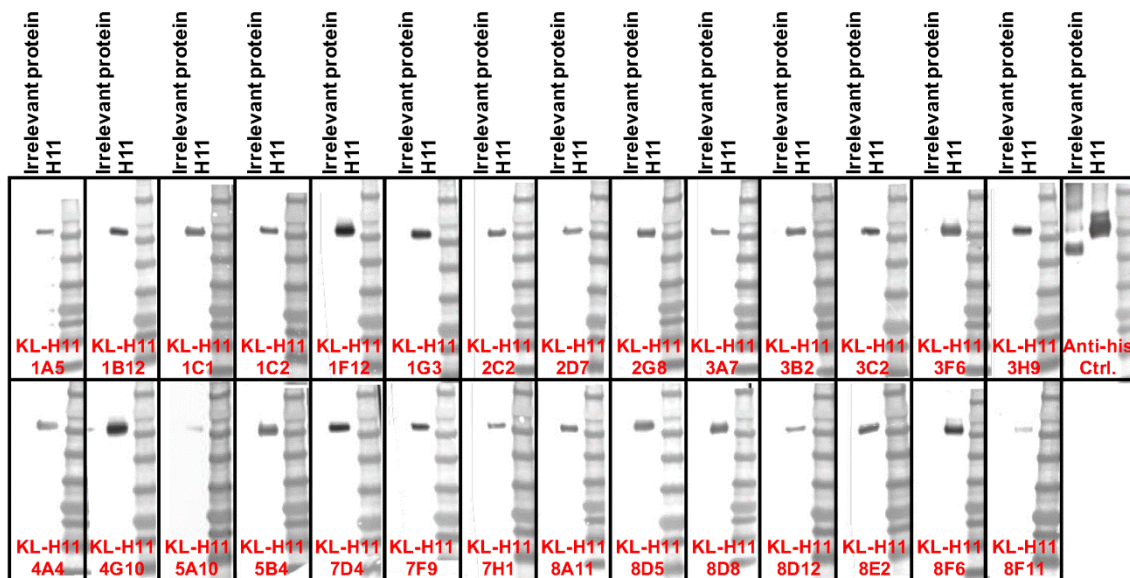 Irrelevant protein
H11
Irrelevant protein
H11
Irrelevant protein
H11
Irrelevant protein
H11
Irrelevant protein
H11
Irrelevant protein
H11
Irrelevant protein
H11
Irrelevant protein
H11
Irrelevant protein
H11
Irrelevant protein
H11
Irrelevant protein
H11
Irrelevant protein
H11
Irrelevant protein
H11
Irrelevant protein
H11
Irrelevant protein
H11
KL-H11
1A5
KL-H11
1B12
KL-H11
1C1
KL-H11
1C2
KL-H11
1F12
KL-H11
1G3
KL-H11
2C2
KL-H11
2D7
KL-H11
2G8
KL-H11
3A7
KL-H11
3B2
KL-H11
3C2
KL-H11
3F6
KL-H11
3H9
Anti-his
Ctrl.
KL-H11
4A4
KL-H11
4G10
KL-H11
5A10
KL-H11
5B4
KL-H11
7D4
KL-H11
7F9
KL-H11
7H1
KL-H11
8A11
KL-H11
8D5
KL-H11
8D8
KL-H11
8D12
KL-H11
8E2
KL-H11
8F6
KL-H11
8F11